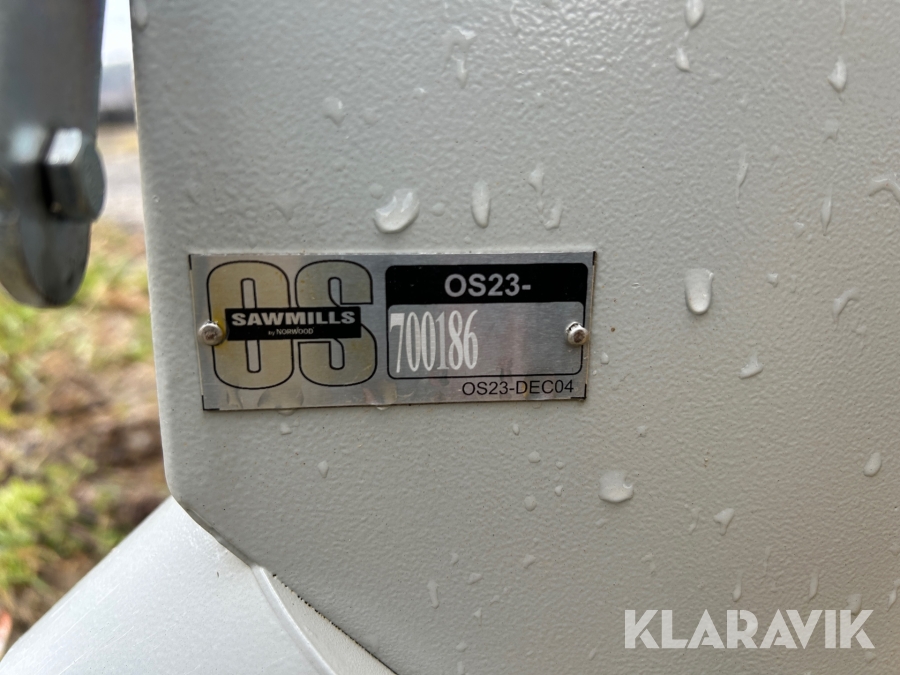 OS
SAWMILLS
by NORWOOD
OS23-
700186
OS23-DEC04
KLARAVIK